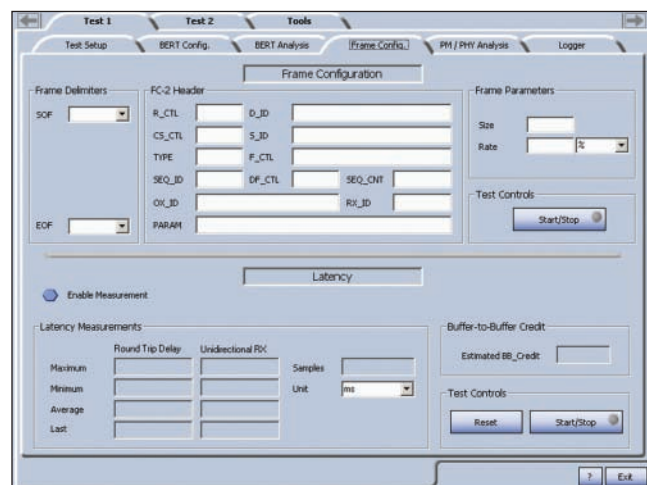 Test 1 Test 2 Tools
Test Setup BERT Config. BERT Analysis Frame Config. PM / PHY Analysis Logger
Frame Configuration
Frame Delimiters
SOF
EOF
FC-2 Header
R_CTL D_ID
CS_CTL S_ID
TYPE F_CTL
SEQ_ID DF_CTL SEQ_CNT
OX_ID RX_ID
PARAM
Frame Parameters
Size
Rate %
Test Controls
Start/Stop
Latency
Enable Measurement
Latency Measurements
Round Trip Delay Unidirectional RX
Maximum Samples
Minimum Unit ms
Average
Last
Buffer-to-Buffer Credit
Estimated BB_Credit
Test Controls
Reset Start/Stop
? Exit